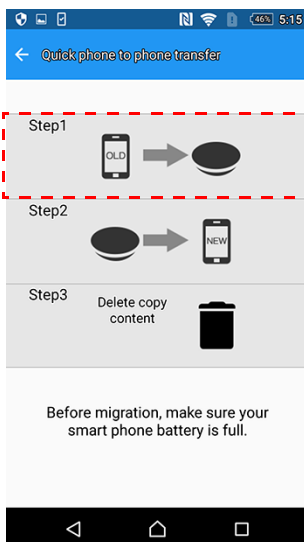 46% 5:15
Quick phone to phone transfer
Step1
OLD
Step2
NEW
Step3
Delete copy
content
Before migration, make sure your
smart phone battery is full.